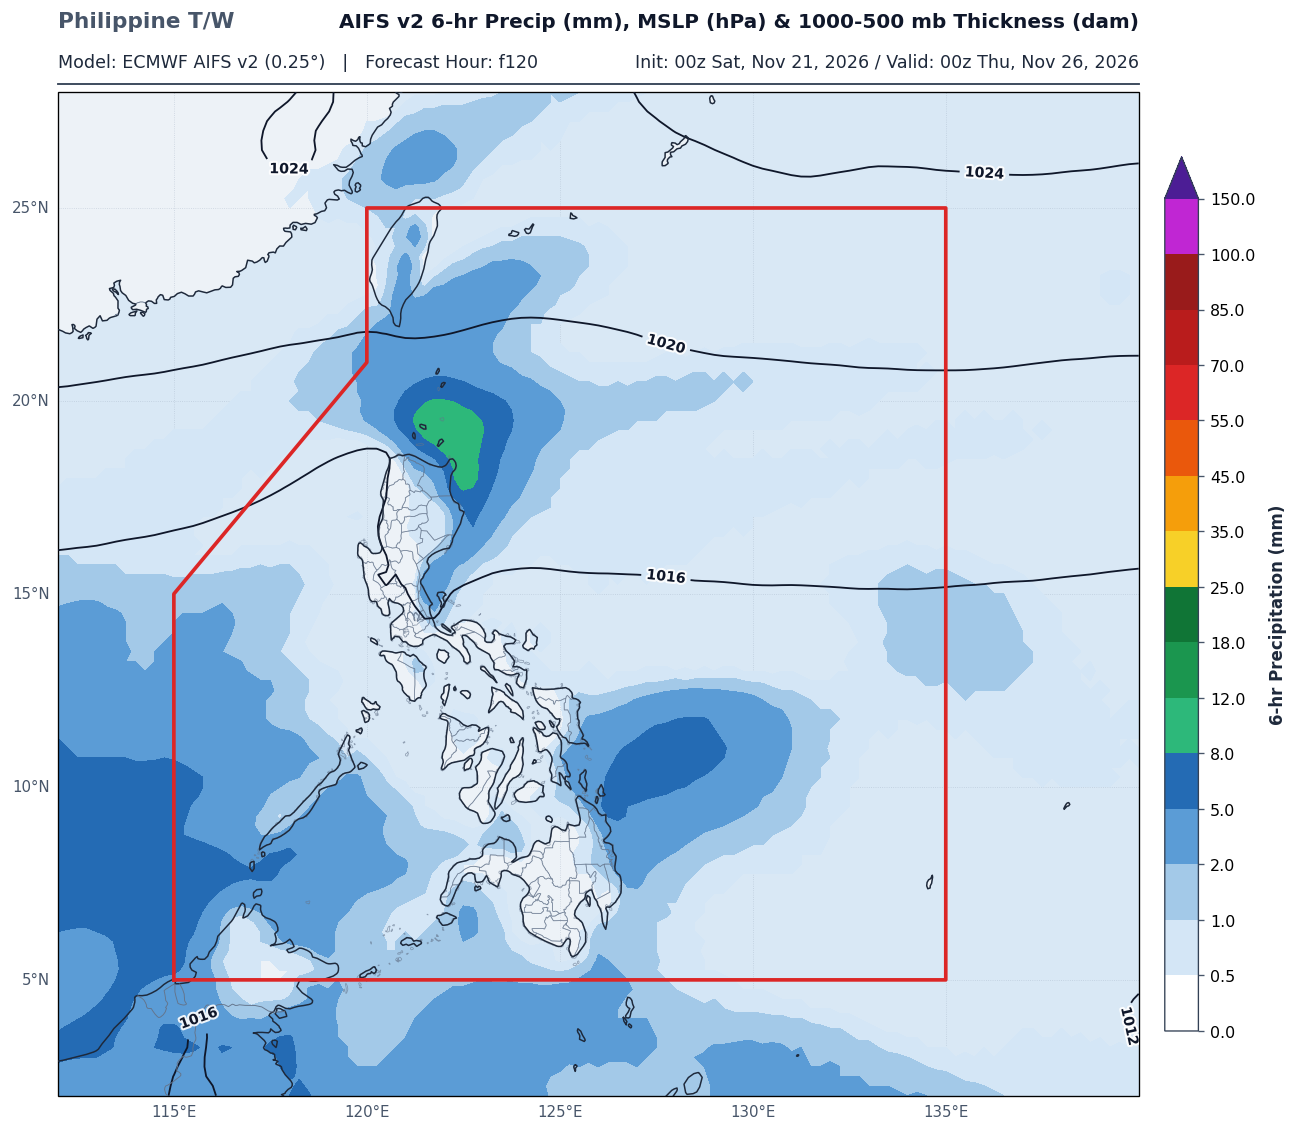 Philippine T/W
AIFS v2 6-hr Precip (mm), MSLP (hPa) & 1000-500 mb Thickness (dam)
Model: ECMWF AIFS v2 (0.25°) | Forecast Hour: f120
Init: 00z Sat, Nov 21, 2026 / Valid: 00z Thu, Nov 26, 2026
1024
1024
1020
1016
1016
1012
25°N
20°N
15°N
10°N
5°N
115°E
120°E
125°E
130°E
135°E
150.0
100.0
85.0
70.0
55.0
45.0
35.0
25.0
18.0
12.0
8.0
5.0
2.0
1.0
0.5
0.0
6-hr Precipitation (mm)